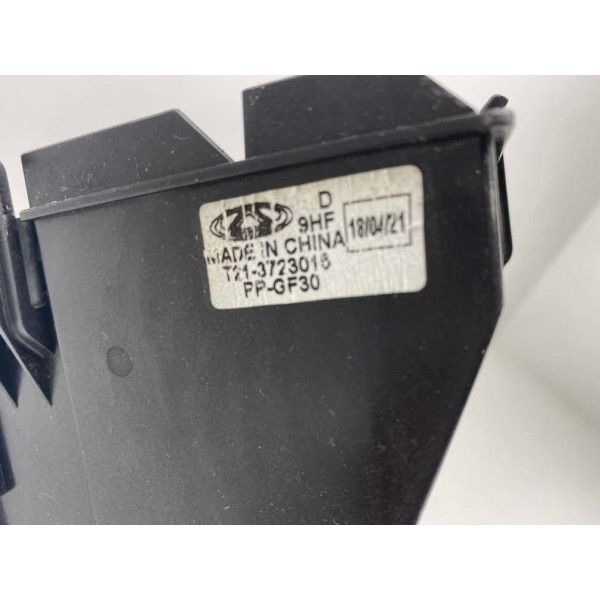 D
9HF 18/04/21
MADE IN CHINA
T21-3723016
PP-GF30